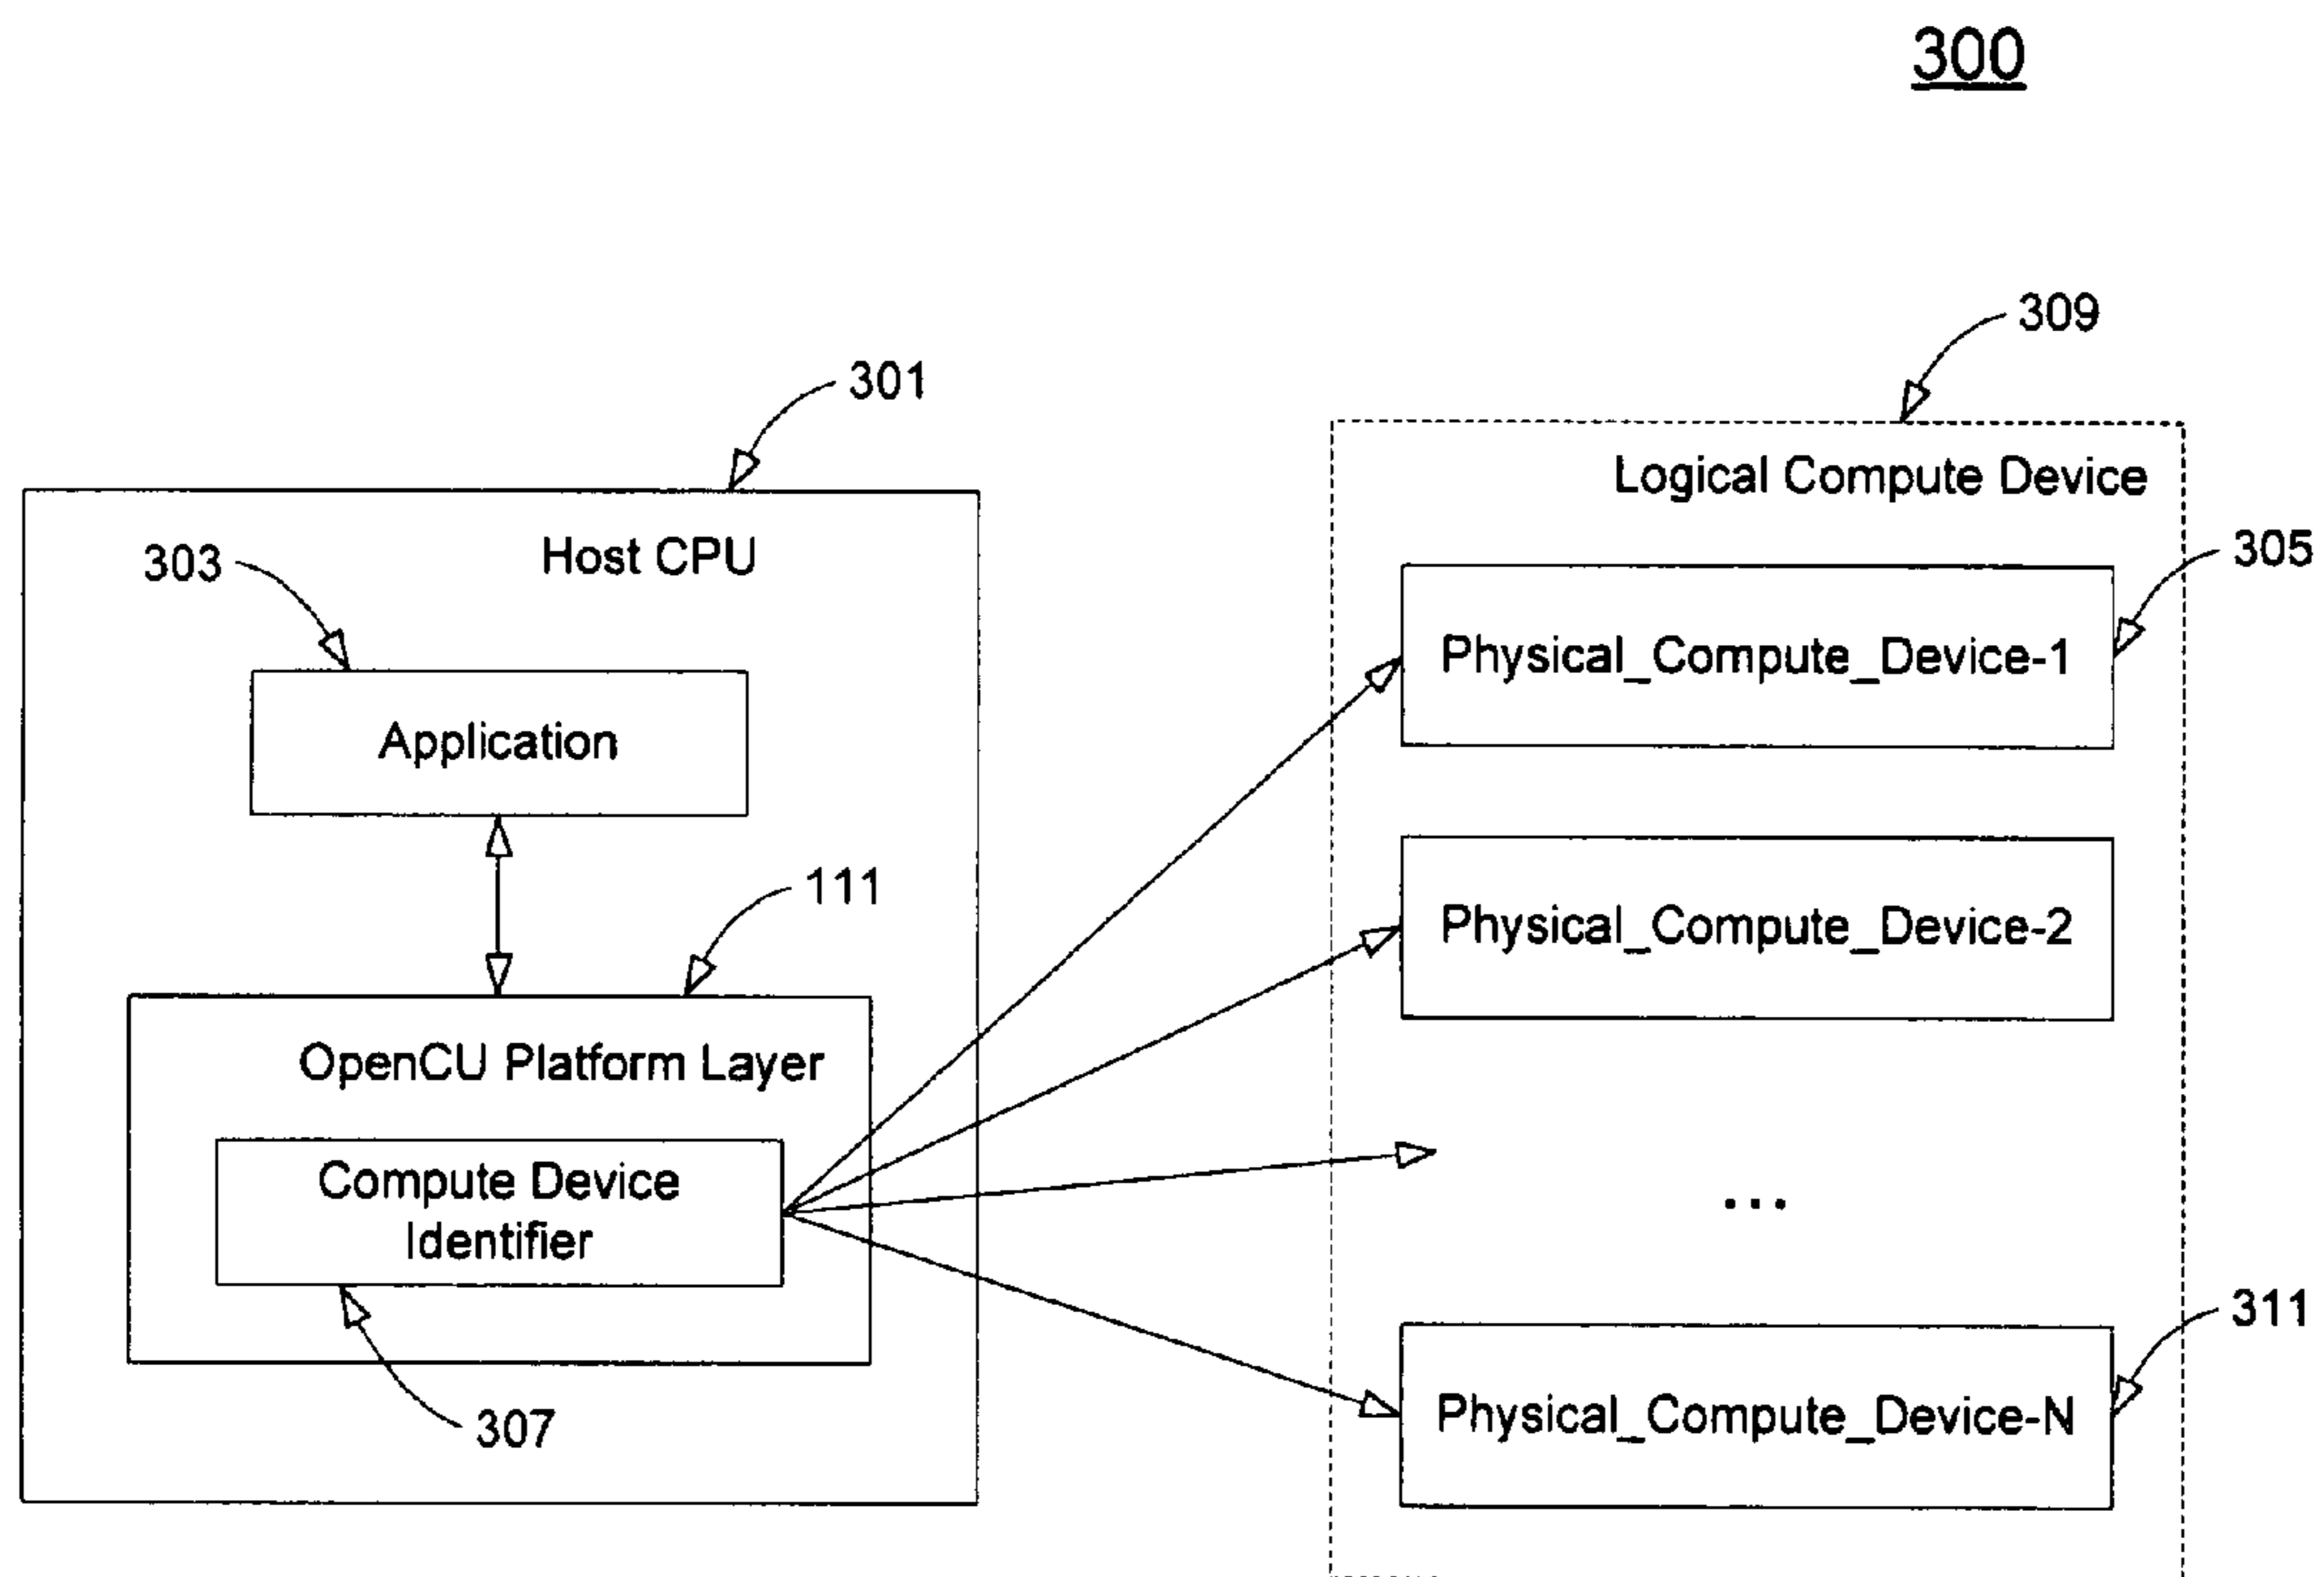 300
309
301
Logical Compute Device
Host CPU
303
305
Physical_Compute_Device-1
Application
111
Physical_Compute_Device-2
OpenCU Platform Layer
Compute Device
Identifier
...
311
Physical_Compute_Device-N
307